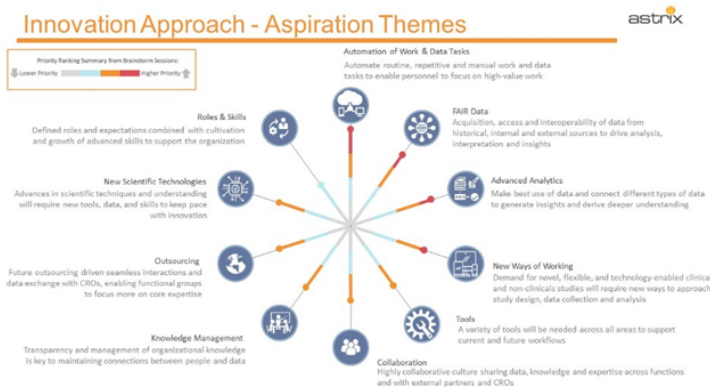 Innovation Approach - Aspiration Themes
astrix
Priority Ranking Summary from Brainstorm Sessions:
Lower Priority
Higher Priority
Automation of Work & Data Tasks
Automate routine, repetitive and manual work and data
tasks to enable personnel to focus on high-value work
FAIR Data
Acquisition, access and interoperability of data from
historical, internal and external sources to drive analysis,
interpretation and insights
Advanced Analytics
Make best use of data and connect different types of data
to generate insights and derive deeper understanding
New Ways of Working
Demand for novel, flexible, and technology-enabled clinica
and non-clinicals studies will require new ways to approach
study design, data collection and analysis
Tools
A variety of tools will be needed across all areas to support
current and future workflows
Collaboration
Highly collaborative culture sharing data, knowledge and expertise across functions
and with external partners and CROs
Knowledge Management
Transparency and management of organizational knowledge
is key to maintaining connections between people and data
Outsourcing
Future outsourcing driven seamless interactions and
data exchange with CROs, enabling functional groups
to focus more on core expertise
New Scientific Technologies
Advances in scientific techniques and understanding
will require new tools, data, and skills to keep pace
with innovation
Roles & Skills
Defined roles and expectations combined with cultivation
and growth of advanced skills to support the organization